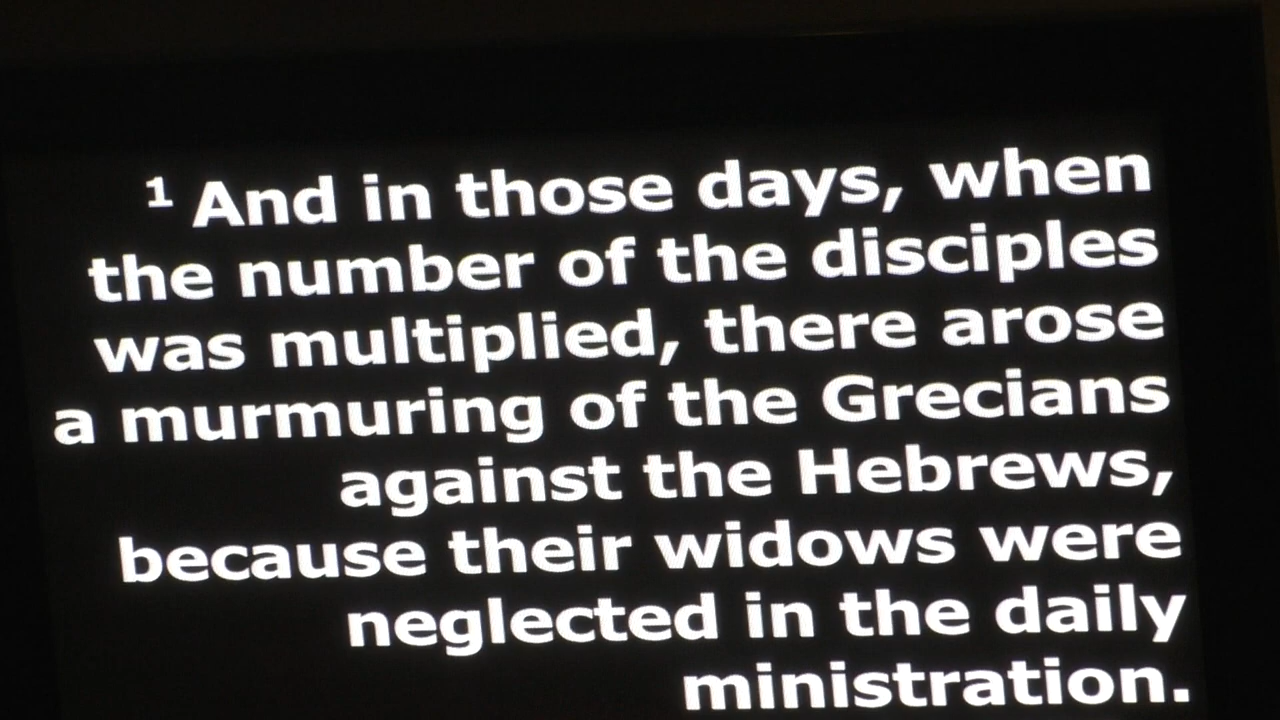 ¹ And in those days, when
the number of the disciples
was multiplied, there arose
a murmuring of the Grecians
against the Hebrews,
because their widows were
neglected in the daily
ministration.